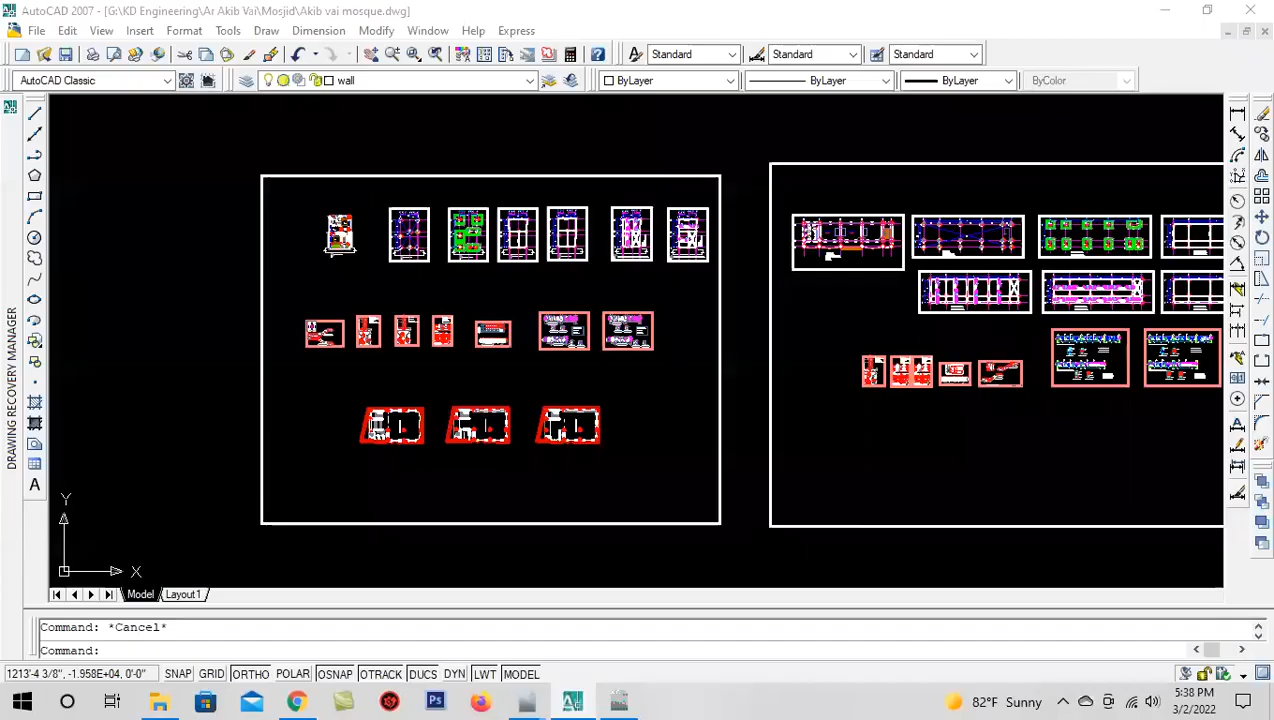 AutoCAD 2007 - [G:\KD Engineering\Ar Akib Vai\Mosjid\Akib vai mosque.dwg]
File Edit View Insert Format Tools Draw Dimension Modify Window Help Express
Standard Standard Standard
AutoCAD Classic wall ByLayer ByLayer ByLayer ByColor
DRAWING RECOVERY MANAGER
A
Y
X
Model Layout1
Command: *Cancel*
Command:
1213'-4 3/8", -1.958E+04, 0'-0" SNAP GRID ORTHO POLAR OSNAP OTRACK DUCS DYN LWT MODEL
Ps
82°F Sunny
5:38 PM
3/2/2022